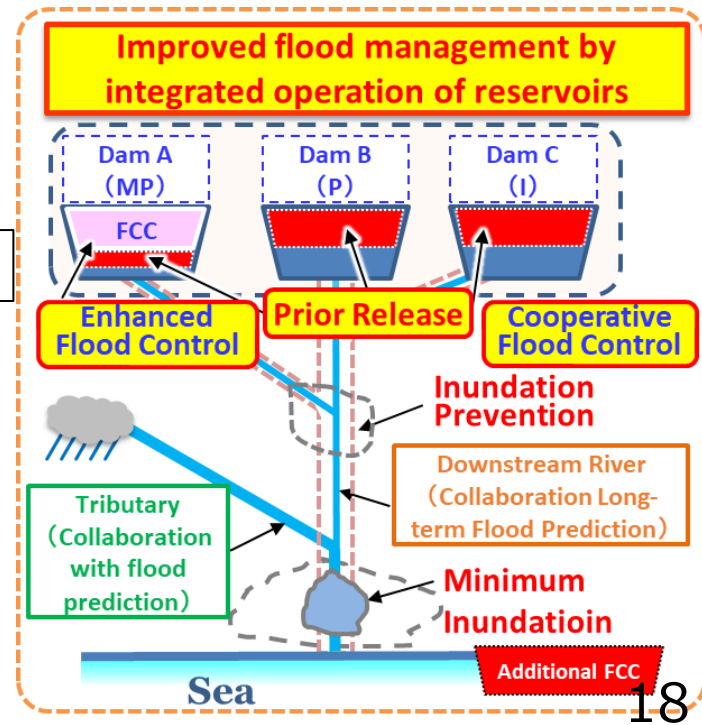 Improved flood management by
integrated operation of reservoirs
Dam A
（MP）
Dam B
（P）
Dam C
（I）
FCC
Enhanced
Flood Control
Prior Release
Cooperative
Flood Control
Inundation
Prevention
Downstream River
（Collaboration Long-
term Flood Prediction）
Tributary
（Collaboration
with flood
prediction）
Minimum
Inundatioin
Sea
Additional FCC
18